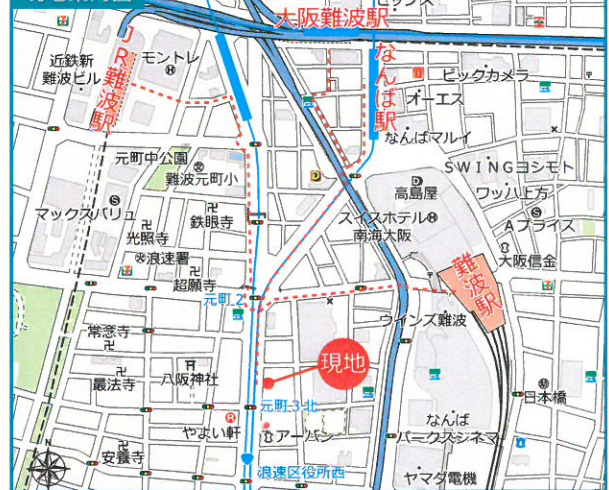 大阪難波駅
JR難波駅
なんば駅
近鉄新
難波ビル
モントレ
ビックカメラ
オーエス
なんばマルイ
元町中公園
難波元町小
SWINGヨシモト
ワッハ上方
高島屋
マックスバリュ
鉄眼寺
スイスホテル
南海大阪
Aプライス
光照寺
浪速署
大阪信金
難波駅
超願寺
元町2
ウインズ難波
常念寺
現地
最法寺
八阪神社
元町3北
日本橋
やよい軒
アーバン
なんば
パークスシネマ
安養寺
浪速区役所西
ヤマダ電機
N